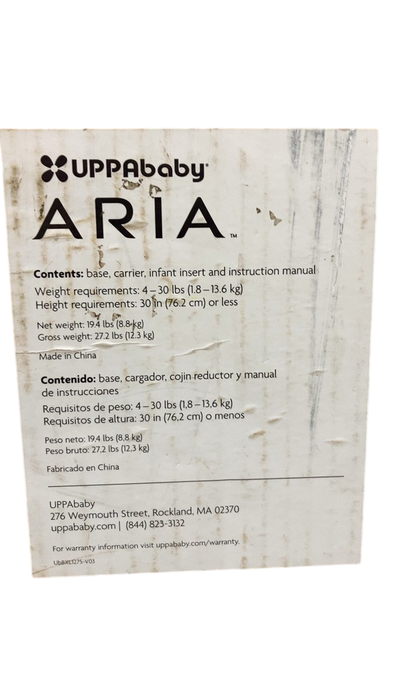 UPPAbaby
ARIA™
Contents: base, carrier, infant insert and instruction manual
Weight requirements: 4–30 lbs (1.8–13.6 kg)
Height requirements: 30 in (76.2 cm) or less
Net weight: 19.4 lbs (8.8 kg)
Gross weight: 27.2 lbs (12.3 kg)
Made in China
Contenido: base, cargador, cojin reductor y manual
de instrucciones
Requisitos de peso: 4–30 lbs (1,8–13,6 kg)
Requisitos de altura: 30 in (76.2 cm) o menos
Peso neto: 19.4 lbs (8,8 kg)
Peso bruto: 27,2 lbs (12,3 kg)
Fabricado en China
UPPAbaby
276 Weymouth Street, Rockland, MA 02370
uppababy.com | (844) 823-3132
For warranty information visit uppababy.com/warranty.